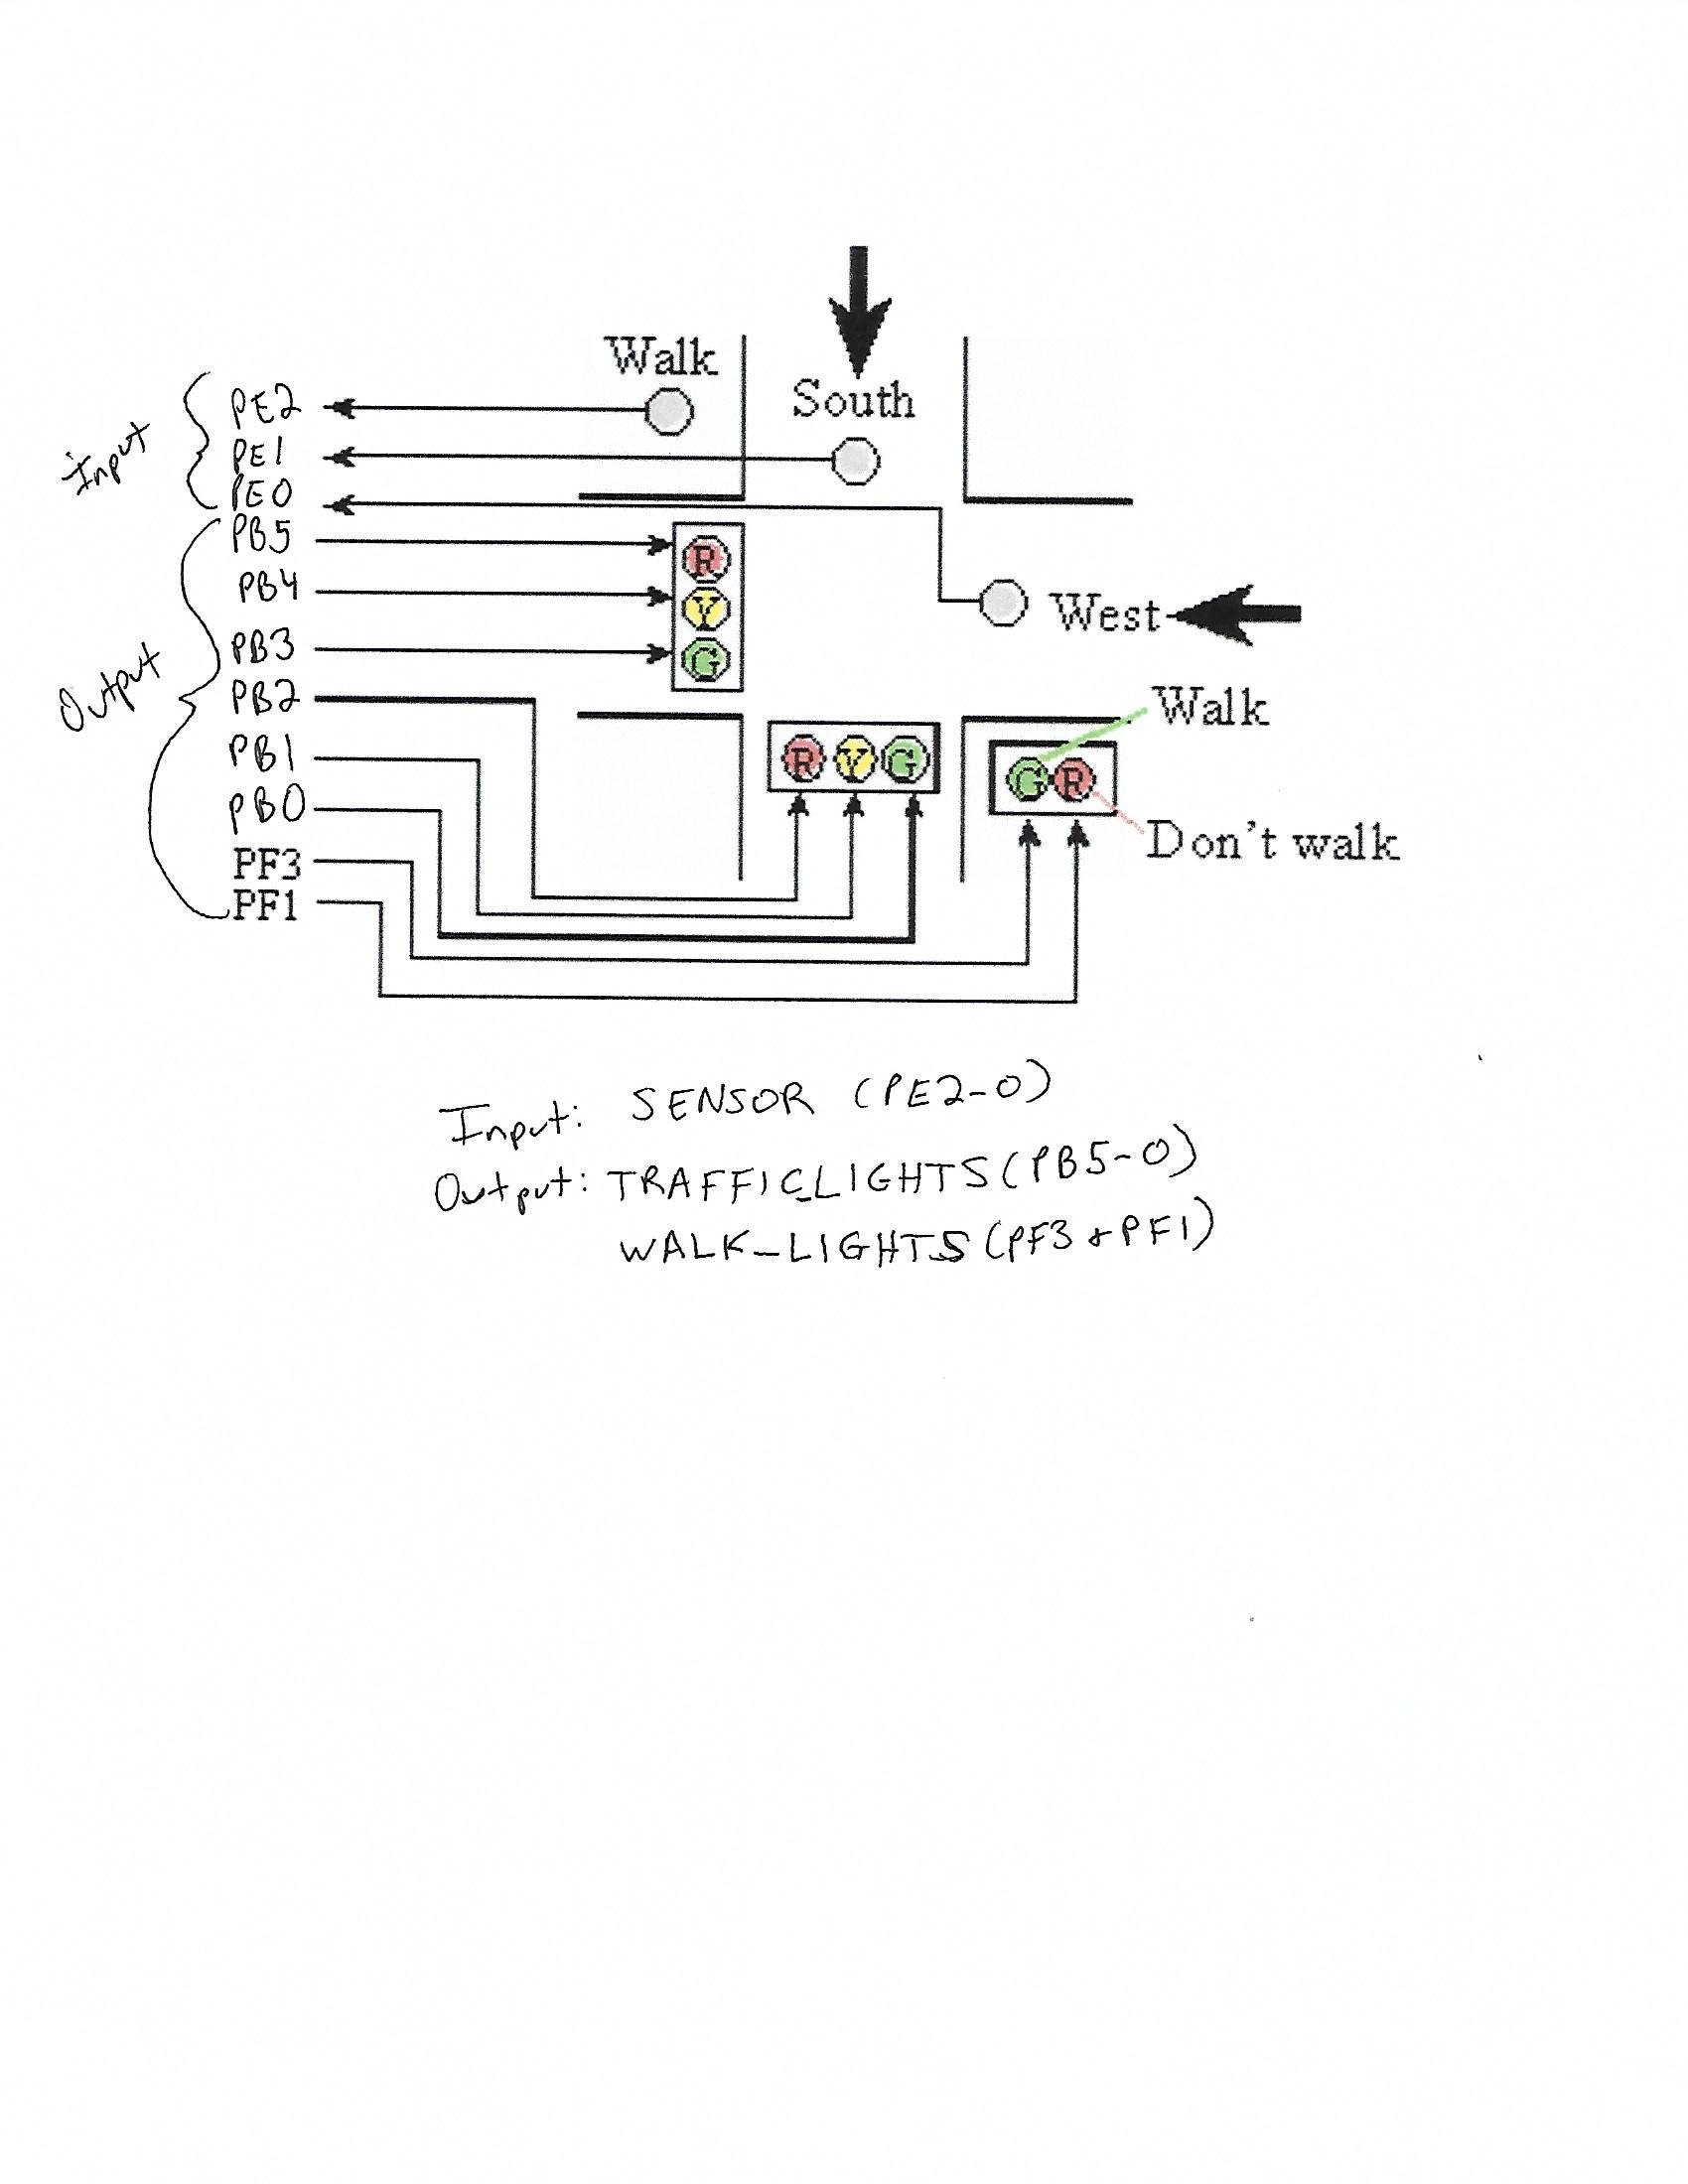 Walk
South
Input
PE2
PE1
PE0
PB5
R
PB4
Y
West
Output
PB3
G
PB2
Walk
PB1
R Y G
G R
PB0
Don't walk
PF3
PF1
Input: SENSOR (PE2-0)
Output: TRAFFIC_LIGHTS (PB5-0)
WALK-LIGHTS (PF3 & PF1)